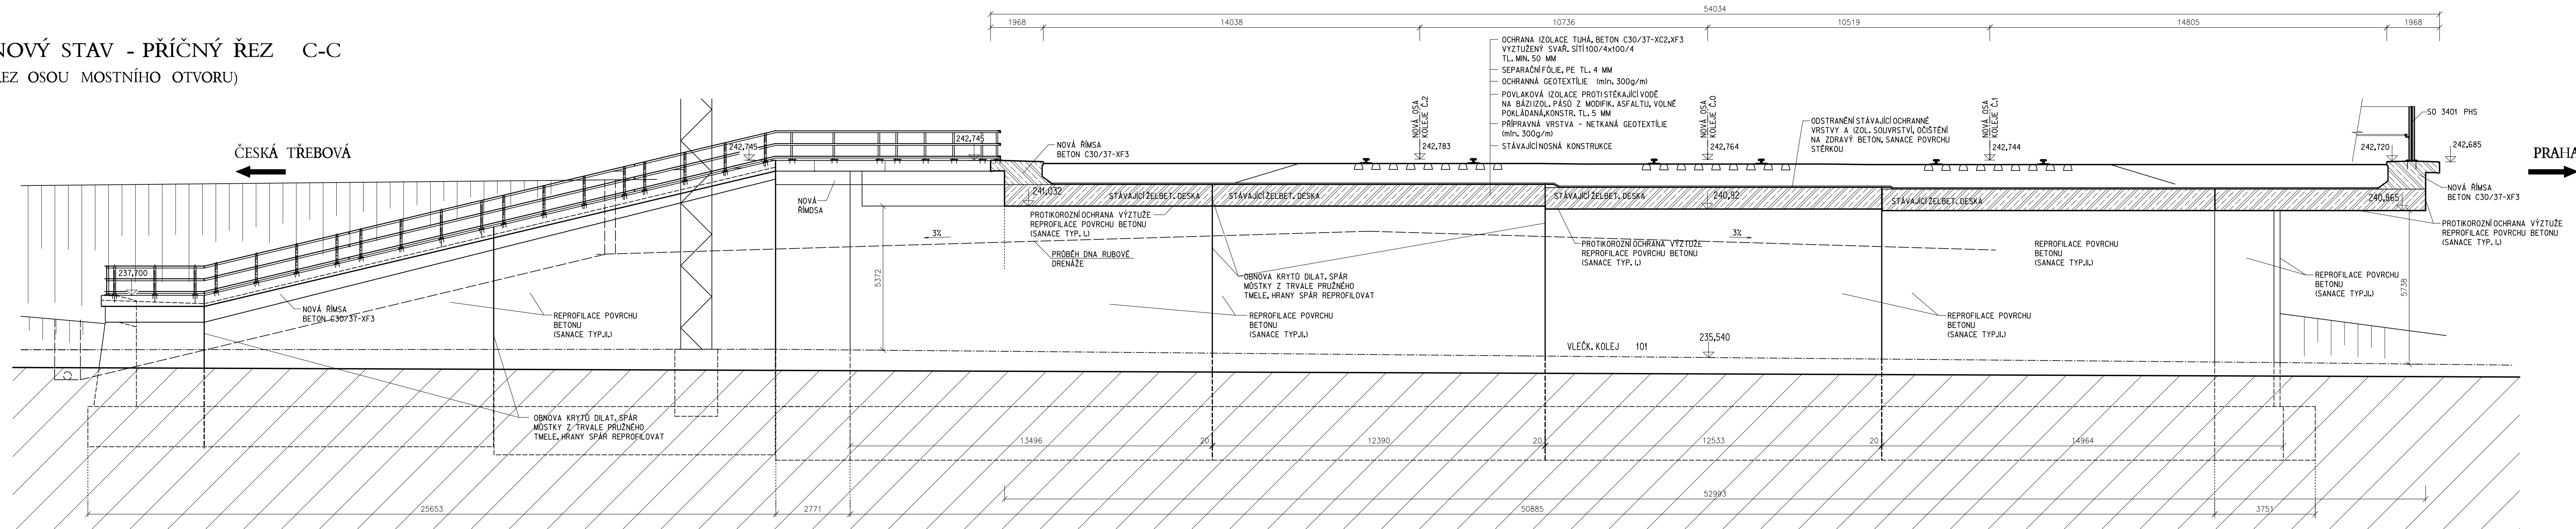 NOVÝ STAV - PŘÍČNÝ ŘEZ C-C
ŘEZ OSOU MOSTNÍHO OTVORU)
ČESKÁ TŘEBOVÁ
PRAHA
54034
1968
14038
10736
10519
14805
1968
OCHRANA IZOLACE TUHÁ, BETON C30/37-XC2,XF3
VYZTUŽENÝ SVAŘ. SÍTÍ 100/4x100/4
TL. MIN. 50 MM
SEPARAČNÍ FÓLIE, PE TL. 4 MM
OCHRANNÁ GEOTEXTÍLIE (min. 300g/m)
POVLAKOVÁ IZOLACE PROTI STÉKAJÍCÍ VODĚ
NA BÁZI IZOL. PÁSŮ Z MODIFIK. ASFALTU, VOLNĚ
POKLÁDANÁ, KONSTR. TL. 5 MM
PŘÍPRAVNÁ VRSTVA - NETKANÁ GEOTEXTÍLIE
(min. 300g/m)
STÁVAJÍCÍ NOSNÁ KONSTRUKCE
NOVÁ OSA
KOLEJE Č.2
242,783
NOVÁ OSA
KOLEJE Č.0
242,764
NOVÁ OSA
KOLEJE Č.1
242,744
ODSTRANĚNÍ STÁVAJÍCÍ OCHRANNÉ
VRSTVY A IZOL. SOUVRSTVÍ, OČIŠTĚNÍ
NA ZDRAVÝ BETON, SANACE POVRCHU
STĚRKOU
SO 3401 PHS
242,720
242,685
242,745
242,745
NOVÁ ŘÍMSA
BETON C30/37-XF3
NOVÁ ŘÍMSA
BETON C30/37-XF3
NOVÁ
ŘÍMDSA
241,032
STÁVAJÍCÍ ŽELBET. DESKA
STÁVAJÍCÍ ŽELBET. DESKA
STÁVAJÍCÍ ŽELBET. DESKA
240,92
STÁVAJÍCÍ ŽELBET. DESKA
240,865
PROTIKOROZNÍ OCHRANA VÝZTUŽE
REPROFILACE POVRCHU BETONU
(SANACE TYP. I.)
PRŮBĚH DNA RUBOVÉ
DRENÁŽE
3%
3%
PROTIKOROZNÍ OCHRANA VÝZTUŽE
REPROFILACE POVRCHU BETONU
(SANACE TYP. I.)
PROTIKOROZNÍ OCHRANA VÝZTUŽE
REPROFILACE POVRCHU BETONU
(SANACE TYP. I.)
REPROFILACE POVRCHU
BETONU
(SANACE TYP.II.)
REPROFILACE POVRCHU
BETONU
(SANACE TYP.II.)
OBNOVA KRYTŮ DILAT. SPÁR
MŮSTKY Z TRVALE PRUŽNÉHO
TMELE, HRANY SPÁR REPROFILOVAT
237,700
NOVÁ ŘÍMSA
BETON C30/37-XF3
REPROFILACE POVRCHU
BETONU
(SANACE TYP.II.)
REPROFILACE POVRCHU
BETONU
(SANACE TYP.II.)
REPROFILACE POVRCHU
BETONU
(SANACE TYP.II.)
5372
5738
VLEČK. KOLEJ 101
235,540
OBNOVA KRYTŮ DILAT. SPÁR
MŮSTKY Z TRVALE PRUŽNÉHO
TMELE, HRANY SPÁR REPROFILOVAT
13496
20
12390
20
12533
20
14964
52993
25653
2771
50885
3751